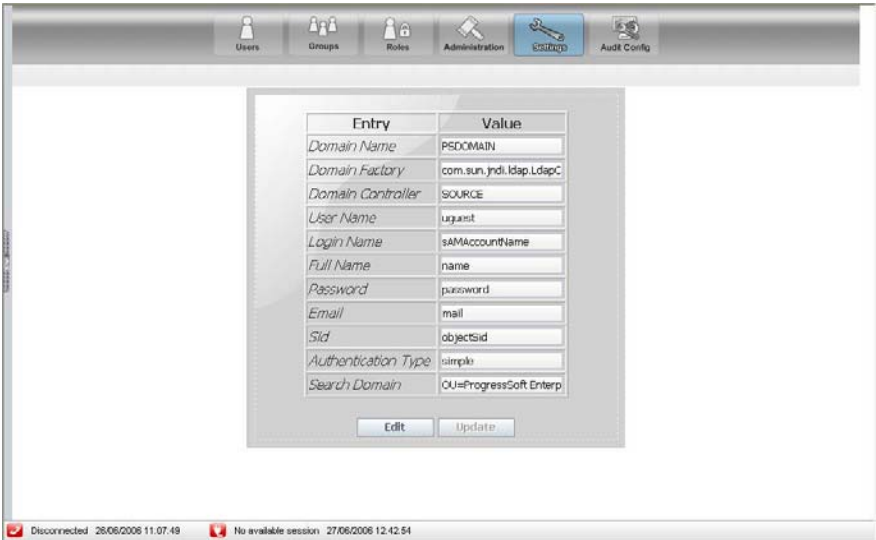 Users Groups Roles Administration Settings Audit Config
Entry Value
Domain Name PSDOMAIN
Domain Factory com.sun.jndi.ldap.LdapC
Domain Controller SOURCE
User Name uguest
Login Name sAMAccountName
Full Name name
Password password
Email mail
Sid objectSid
Authentication Type simple
Search Domain OU=ProgressSoft Enterp
Edit Update
Disconnected 26/06/2006 11.07.49 No available session 27/06/2006 12.42.54